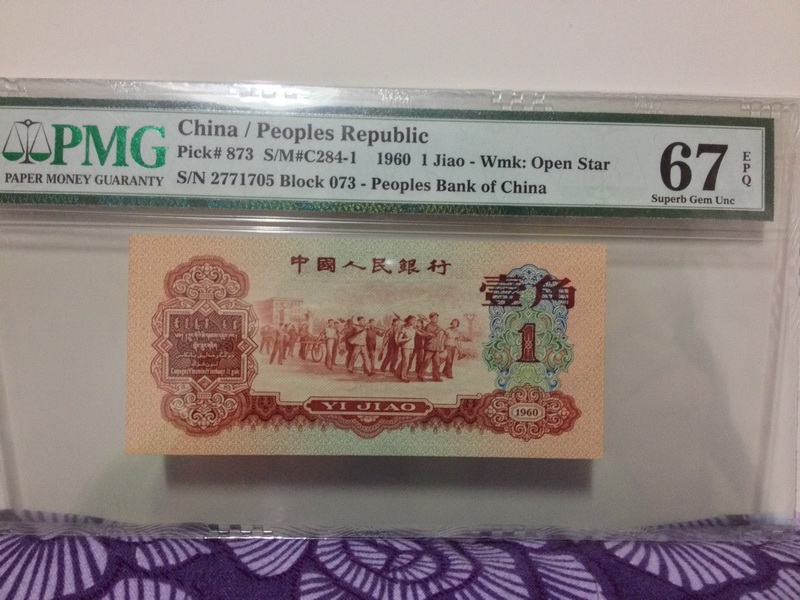 PMG
PAPER MONEY GUARANTY
China / Peoples Republic
Pick# 873 S/M#C284-1 1960 1 Jiao - Wmk: Open Star
S/N 2771705 Block 073 - Peoples Bank of China
67
EPQ
Superb Gem Unc
中國人民銀行
壹角
1
YI JIAO
1960